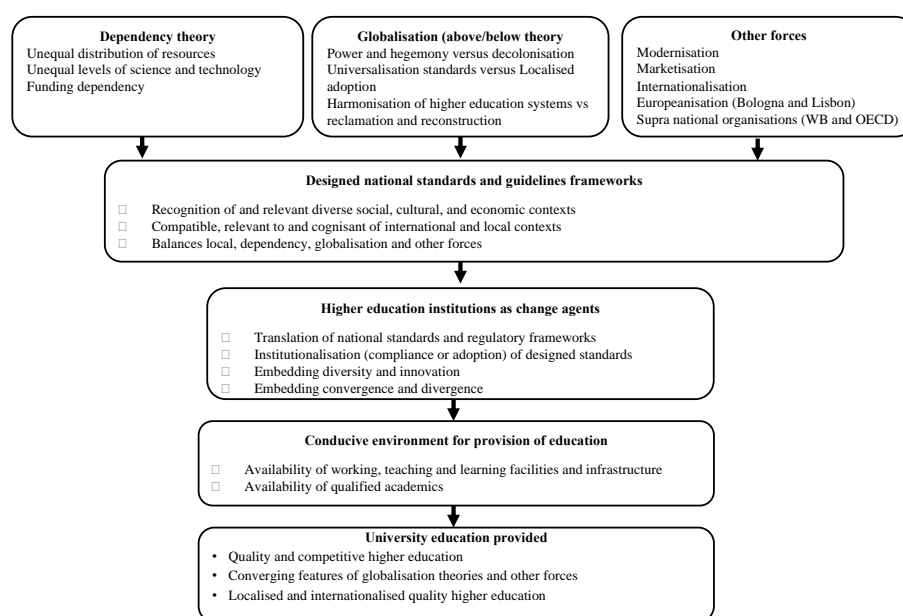 Dependency theory
Unequal distribution of resources
Unequal levels of science and technology
Funding dependency
Globalisation (above/below theory
Power and hegemony versus decolonisation
Universalisation standards versus Localised
adoption
Harmonisation of higher education systems vs
reclamation and reconstruction
Other forces
Modernisation
Marketisation
Internationalisation
Europeanisation (Bologna and Lisbon)
Supra national organisations (WB and OECD)
Designed national standards and guidelines frameworks
Recognition of and relevant diverse social, cultural, and economic contexts
Compatible, relevant to and cognisant of international and local contexts
Balances local, dependency, globalisation and other forces
Higher education institutions as change agents
Translation of national standards and regulatory frameworks
Institutionalisation (compliance or adoption) of designed standards
Embedding diversity and innovation
Embedding convergence and divergence
Conducive environment for provision of education
Availability of working, teaching and learning facilities and infrastructure
Availability of qualified academics
University education provided
• Quality and competitive higher education
• Converging features of globalisation theories and other forces
• Localised and internationalised quality higher education